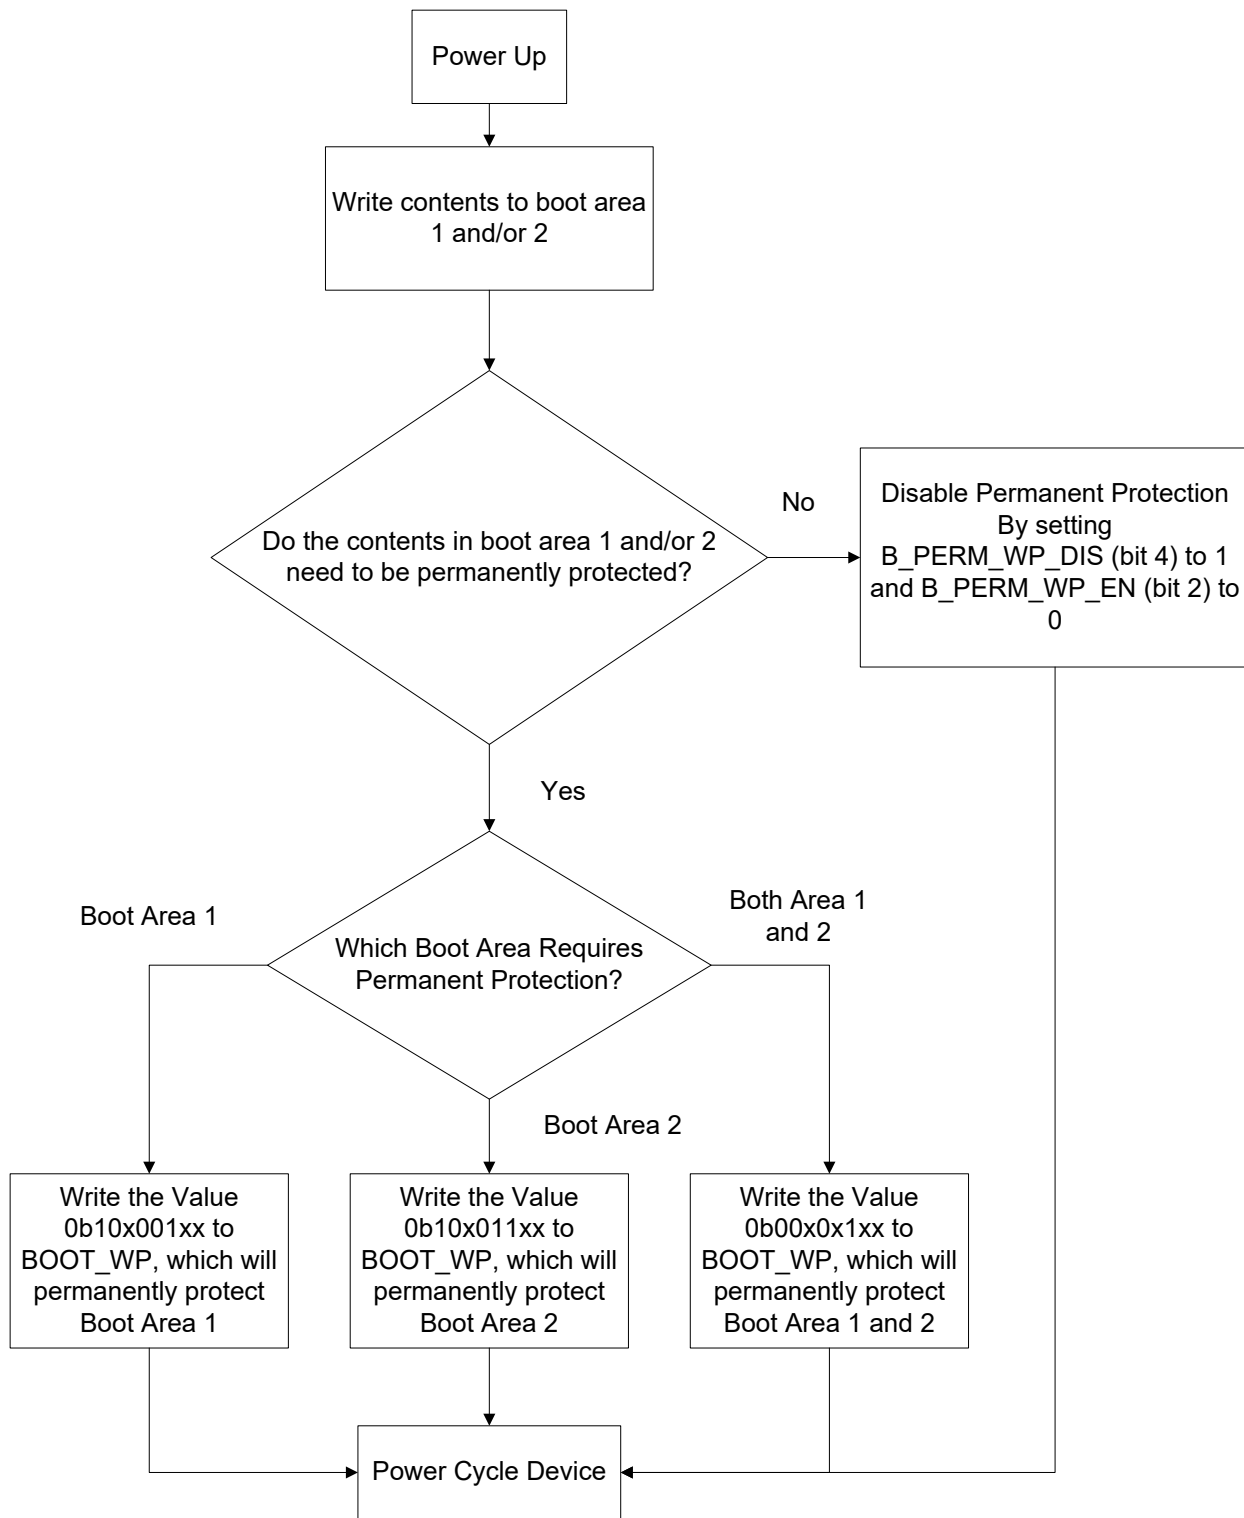 Power Up
Write contents to boot area
1 and/or 2
Do the contents in boot area 1 and/or 2
need to be permanently protected?
No
Disable Permanent Protection
By setting
B_PERM_WP_DIS (bit 4) to 1
and B_PERM_WP_EN (bit 2) to
0
Yes
Which Boot Area Requires
Permanent Protection?
Boot Area 1
Both Area 1
and 2
Boot Area 2
Write the Value
0b10x001xx to
BOOT_WP, which will
permanently protect
Boot Area 1
Write the Value
0b10x011xx to
BOOT_WP, which will
permanently protect
Boot Area 2
Write the Value
0b00x0x1xx to
BOOT_WP, which will
permanently protect
Boot Area 1 and 2
Power Cycle Device